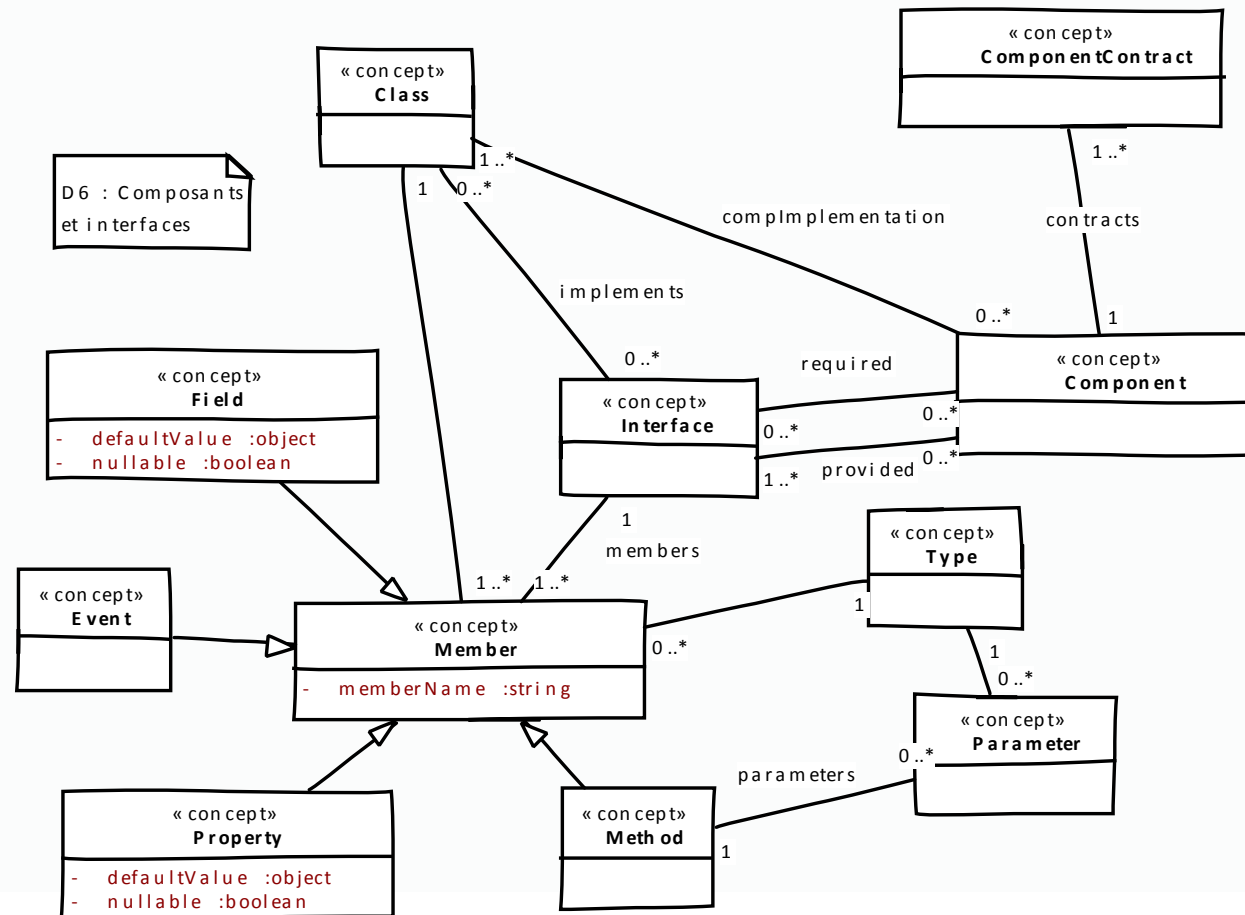 «concept»
ComponentContract
«concept»
Class
1..*
1..*
D6 : Composants
et interfaces
1
0..*
compImplementation
contracts
implements
0..*
1
0..*
required
«concept»
Component
«concept»
Field
«concept»
Interface
0..*
0..*
- defaultValue :object
- nullable :boolean
1..*
provided
0..*
1
members
«concept»
Type
1..*
1..*
«concept»
Event
1
«concept»
Member
0..*
1
0..*
- memberName :string
«concept»
Parameter
0..*
parameters
«concept»
Property
«concept»
Method
1
- defaultValue :object
- nullable :boolean